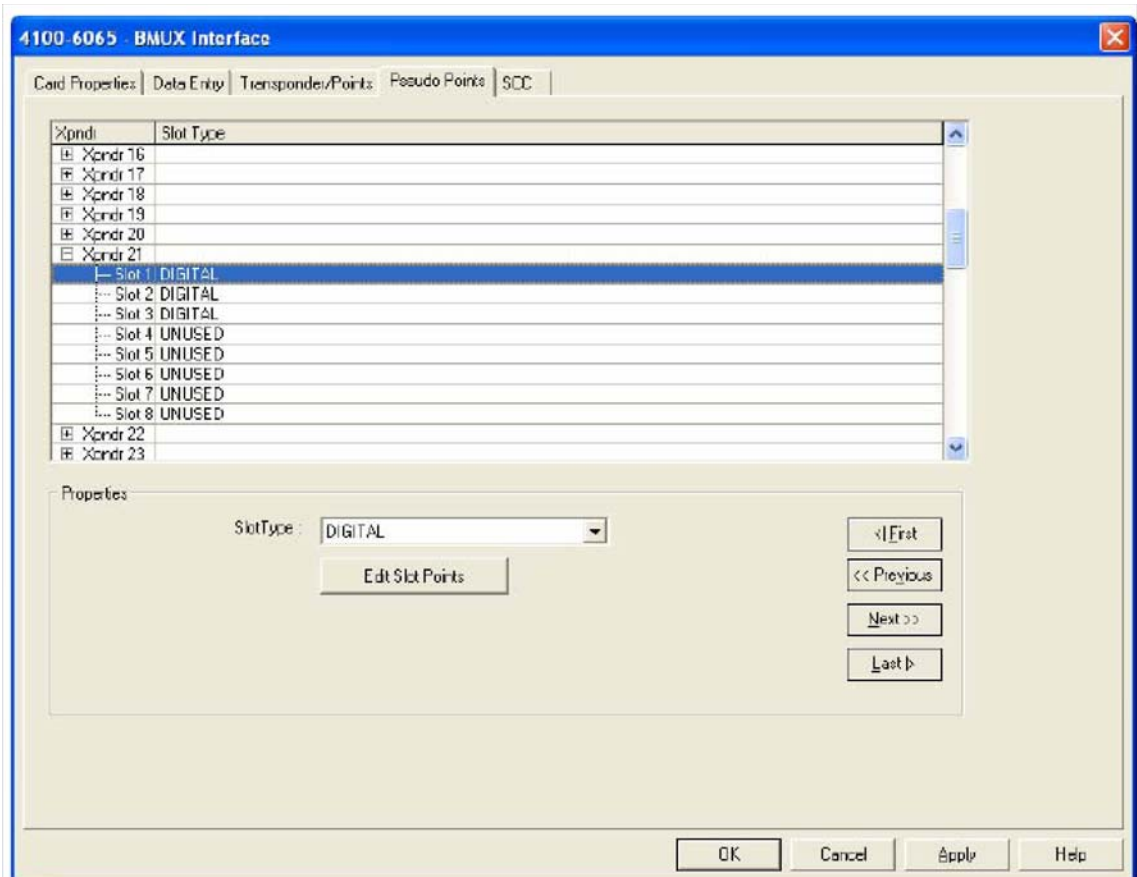 4100-6065 - BMUX Interface
Card Properties Data Entry Transponder/Points Pseudo Points SCC
Xpndr Slot Type
Xpndr 16
Xpndr 17
Xpndr 18
Xpndr 19
Xpndr 20
Xpndr 21
Slot 1 DIGITAL
Slot 2 DIGITAL
Slot 3 DIGITAL
Slot 4 UNUSED
Slot 5 UNUSED
Slot 6 UNUSED
Slot 7 UNUSED
Slot 8 UNUSED
Xpndr 22
Xpndr 23
Properties
SlotType : DIGITAL
<| First
Edit Slot Points
<< Previous
Next >>
Last |>
OK Cancel Apply Help